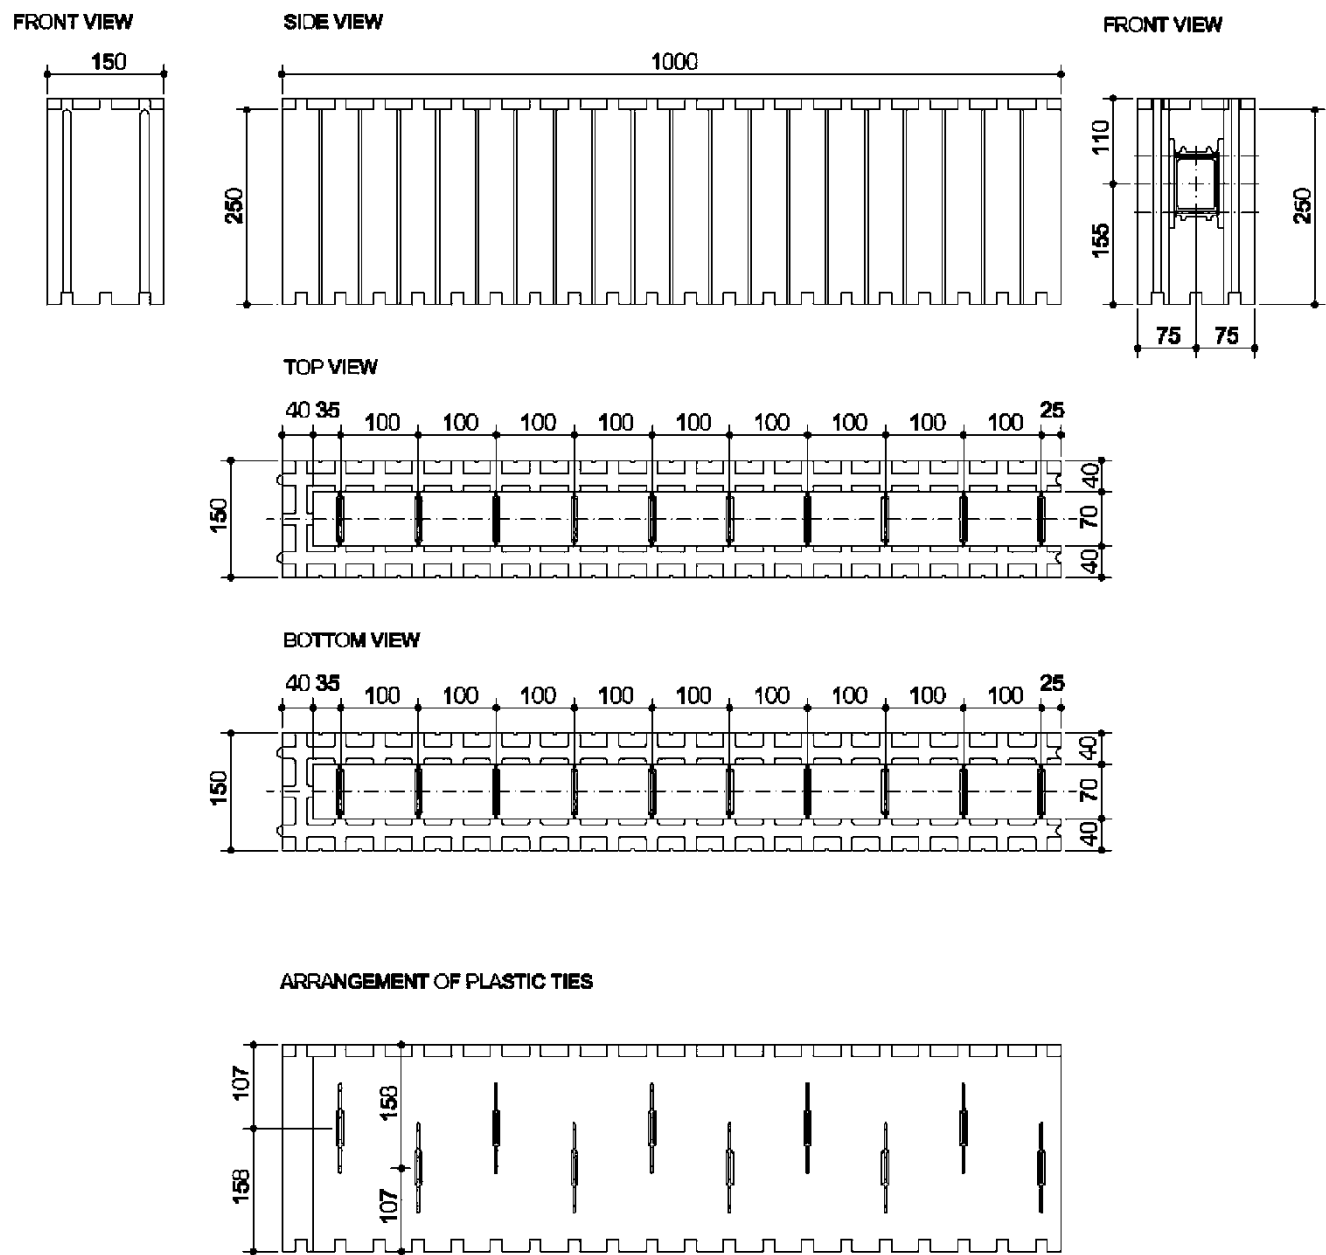 FRONT VIEW
SIDE VIEW
FRONT VIEW
150
1000
250
110
155
250
75 75
TOP VIEW
40 35 100 100 100 100 100 100 100 100 100 25
150
40
70
40
BOTTOM VIEW
40 35 100 100 100 100 100 100 100 100 100 25
150
40
70
40
ARRANGEMENT OF PLASTIC TIES
107
158
158
107